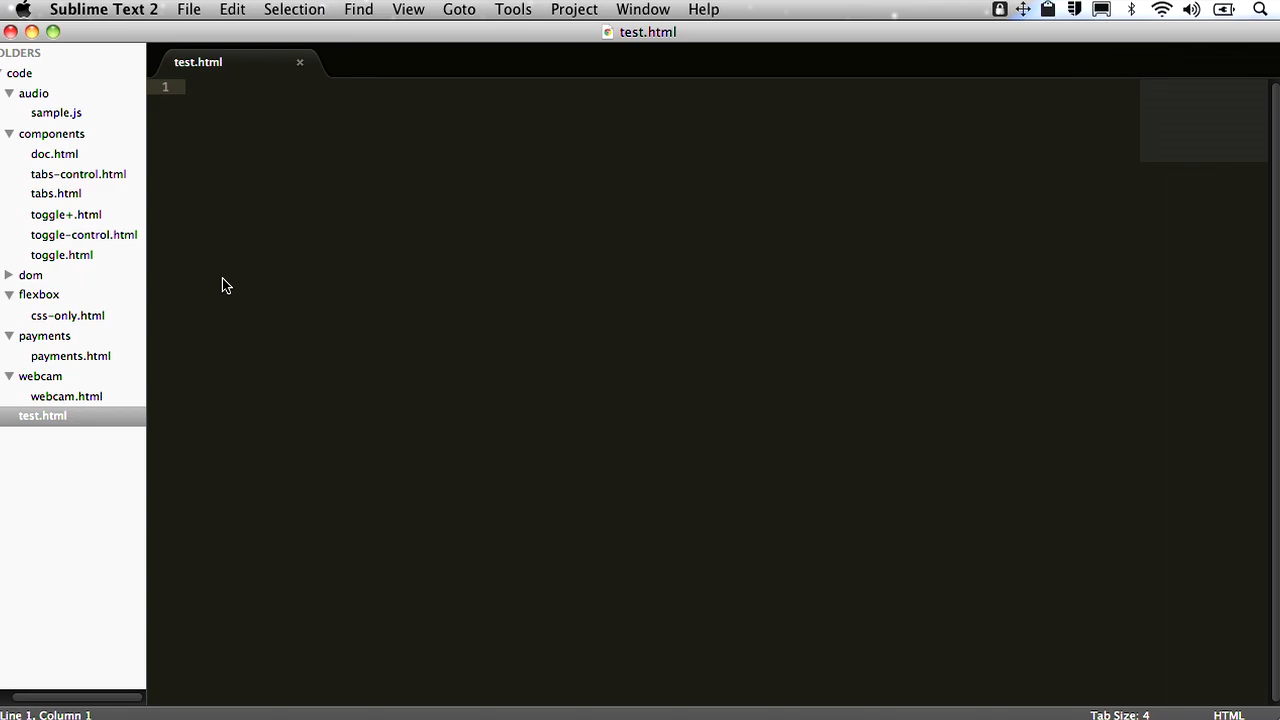 Sublime Text 2 File Edit Selection Find View Goto Tools Project Window Help
test.html
OLDERS
test.html ×
code
1
audio
sample.js
components
doc.html
tabs-control.html
tabs.html
toggle+.html
toggle-control.html
toggle.html
dom
flexbox
css-only.html
payments
payments.html
webcam
webcam.html
test.html
Line 1, Column 1 Tab Size: 4 HTML